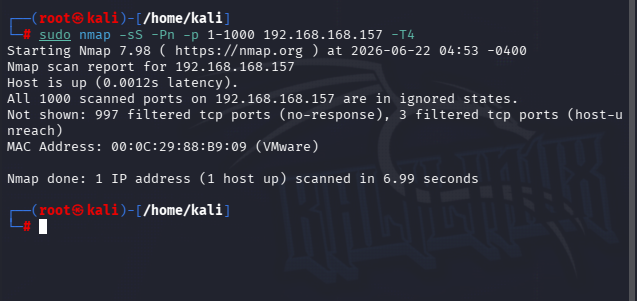 ┌──(root㉿kali)-[/home/kali]
└─# sudo nmap -sS -Pn -p 1-1000 192.168.168.157 -T4
Starting Nmap 7.98 ( https://nmap.org ) at 2026-06-22 04:53 -0400
Nmap scan report for 192.168.168.157
Host is up (0.0012s latency).
All 1000 scanned ports on 192.168.168.157 are in ignored states.
Not shown: 997 filtered tcp ports (no-response), 3 filtered tcp ports (host-u
nreach)
MAC Address: 00:0C:29:88:B9:09 (VMware)
Nmap done: 1 IP address (1 host up) scanned in 6.99 seconds
┌──(root㉿kali)-[/home/kali]
└─#